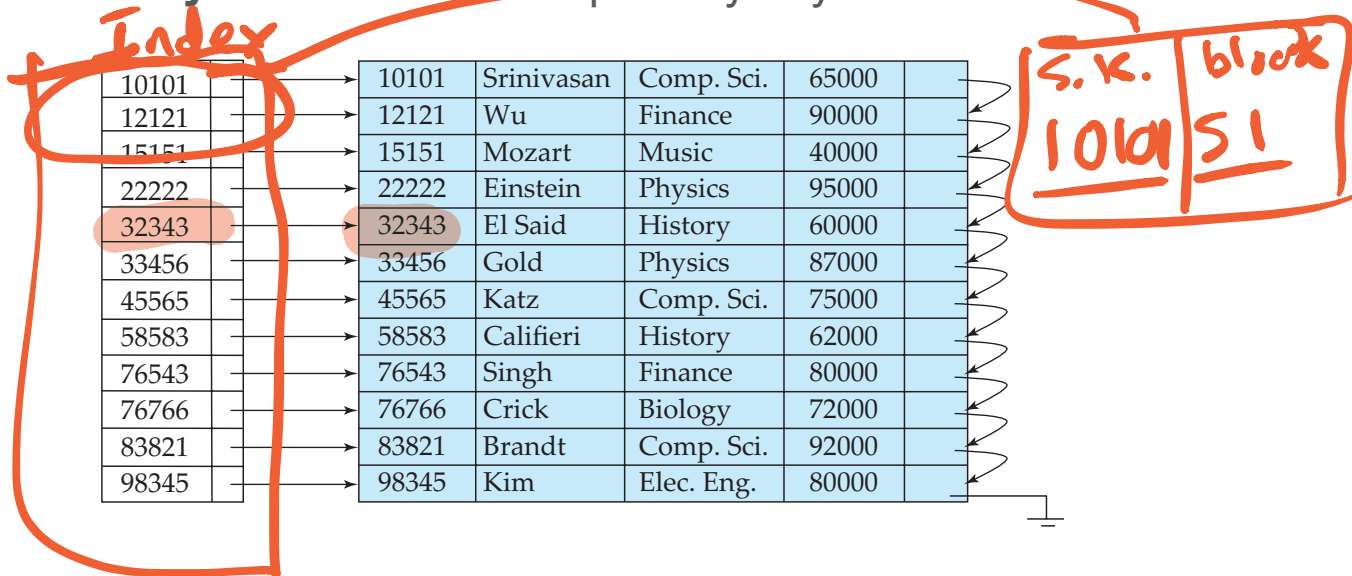 Index
S.K. block
10101 51
10101 10101 Srinivasan Comp. Sci. 65000
12121 12121 Wu Finance 90000
15151 15151 Mozart Music 40000
22222 22222 Einstein Physics 95000
32343 32343 El Said History 60000
33456 33456 Gold Physics 87000
45565 45565 Katz Comp. Sci. 75000
58583 58583 Califieri History 62000
76543 76543 Singh Finance 80000
76766 76766 Crick Biology 72000
83821 83821 Brandt Comp. Sci. 92000
98345 98345 Kim Elec. Eng. 80000